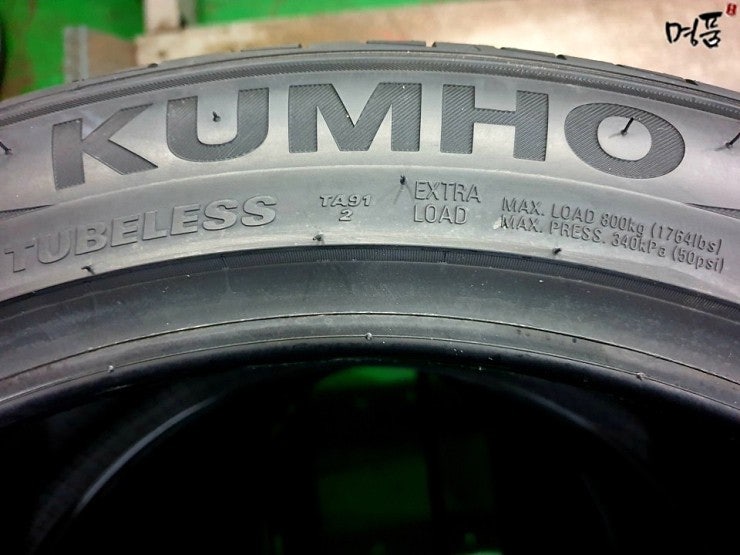 명품
KUMHO
TUBELESS
TA91
2
EXTRA
LOAD
MAX. LOAD 800kg (1764lbs)
MAX. PRESS. 340kPa (50psi)